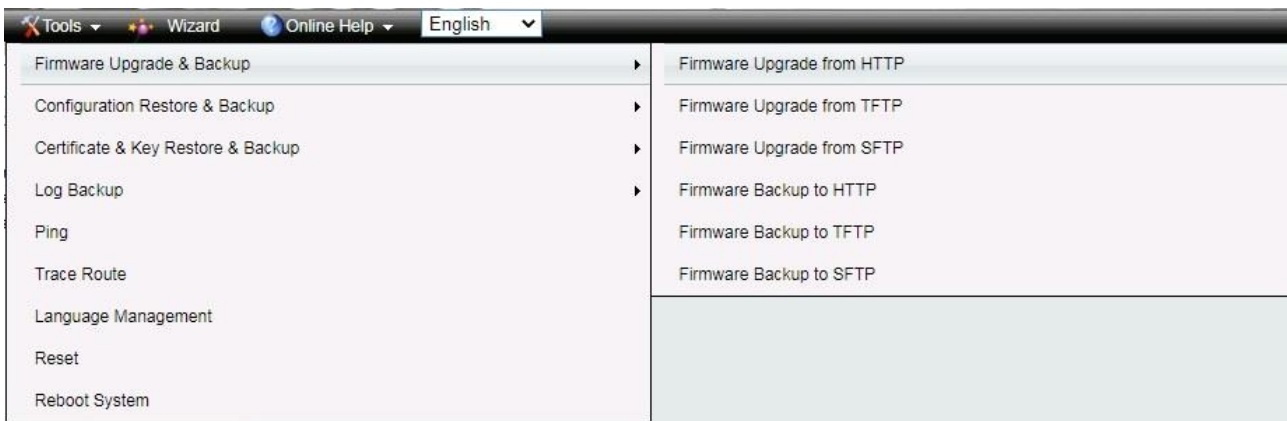 Tools Wizard Online Help English
Firmware Upgrade & Backup
Configuration Restore & Backup
Certificate & Key Restore & Backup
Log Backup
Ping
Trace Route
Language Management
Reset
Reboot System
Firmware Upgrade from HTTP
Firmware Upgrade from TFTP
Firmware Upgrade from SFTP
Firmware Backup to HTTP
Firmware Backup to TFTP
Firmware Backup to SFTP